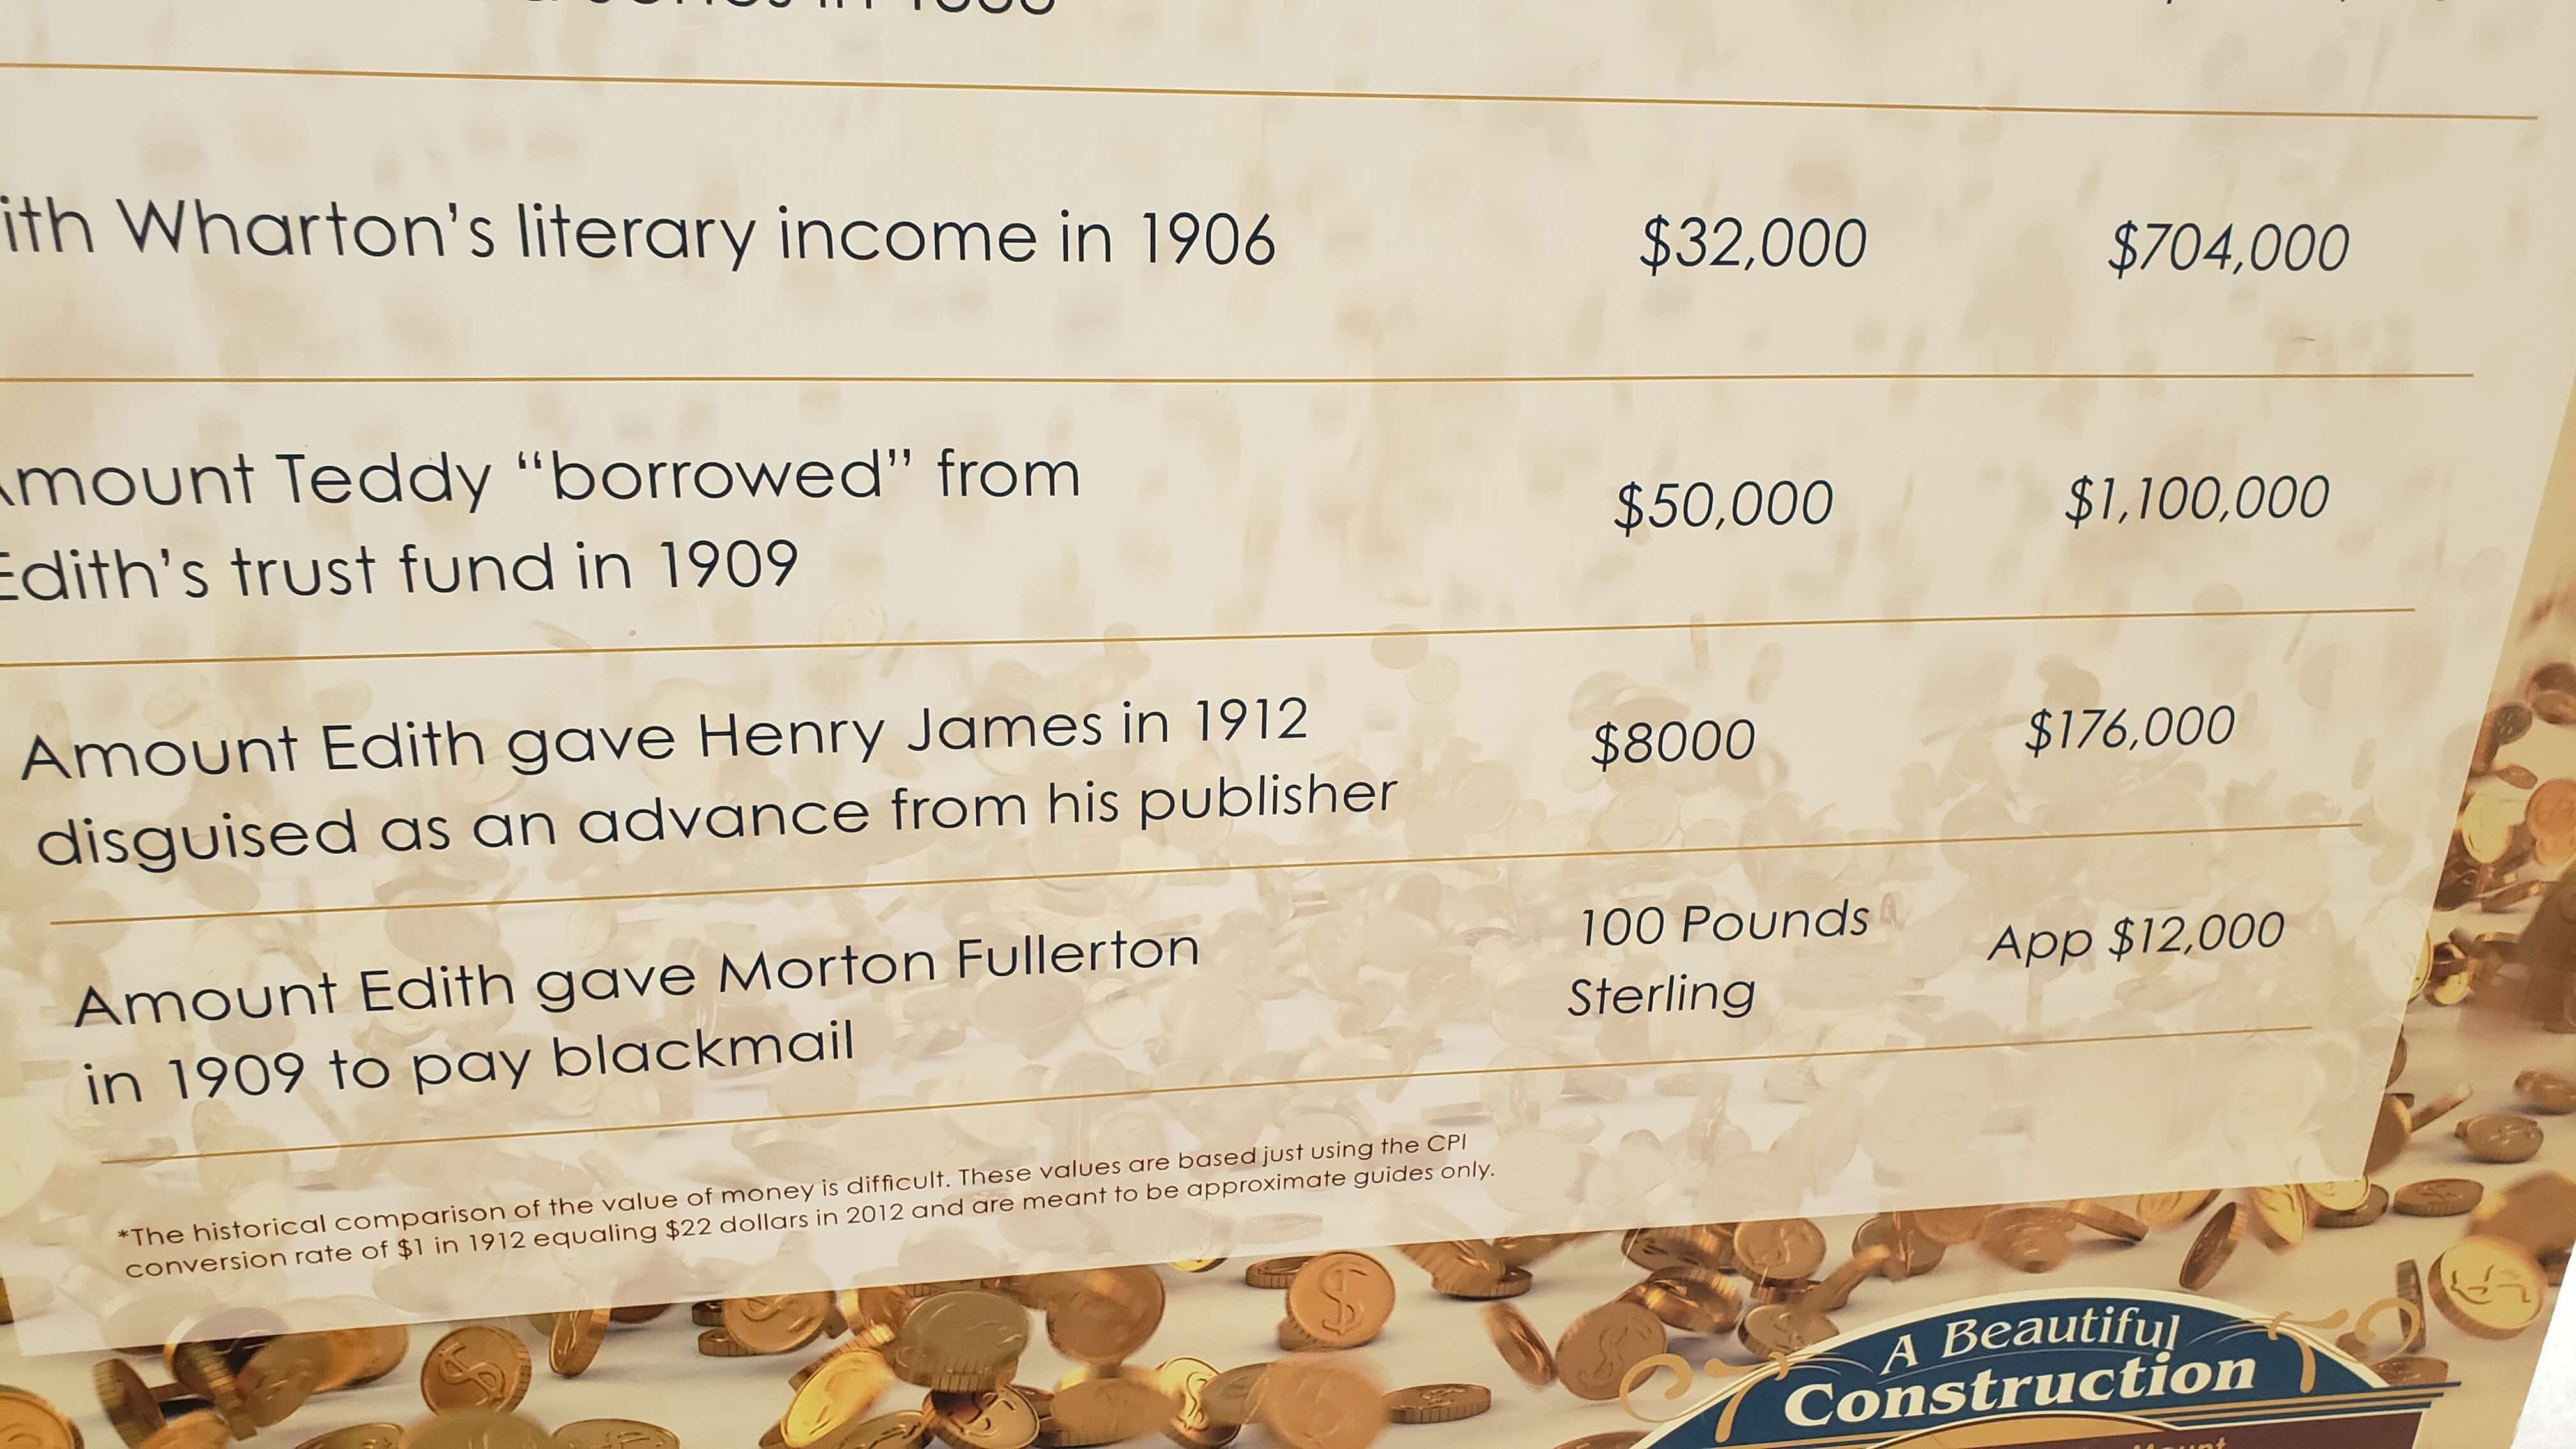 in
ith Wharton's literary income in 1906 $32,000 $704,000
mount Teddy “borrowed” from
Edith's trust fund in 1909 $50,000 $1,100,000
Amount Edith gave Henry James in 1912
disguised as an advance from his publisher $8000 $176,000
Amount Edith gave Morton Fullerton
in 1909 to pay blackmail
100 Pounds
Sterling
App $12,000
*The historical comparison of the value of money is difficult. These values are based just using the CPI
conversion rate of $1 in 1912 equaling $22 dollars in 2012 and are meant to be approximate guides only.
A Beautiful
Construction